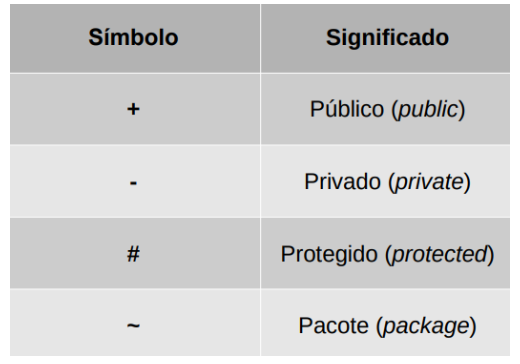 Símbolo Significado
+ Público (public)
- Privado (private)
# Protegido (protected)
~ Pacote (package)